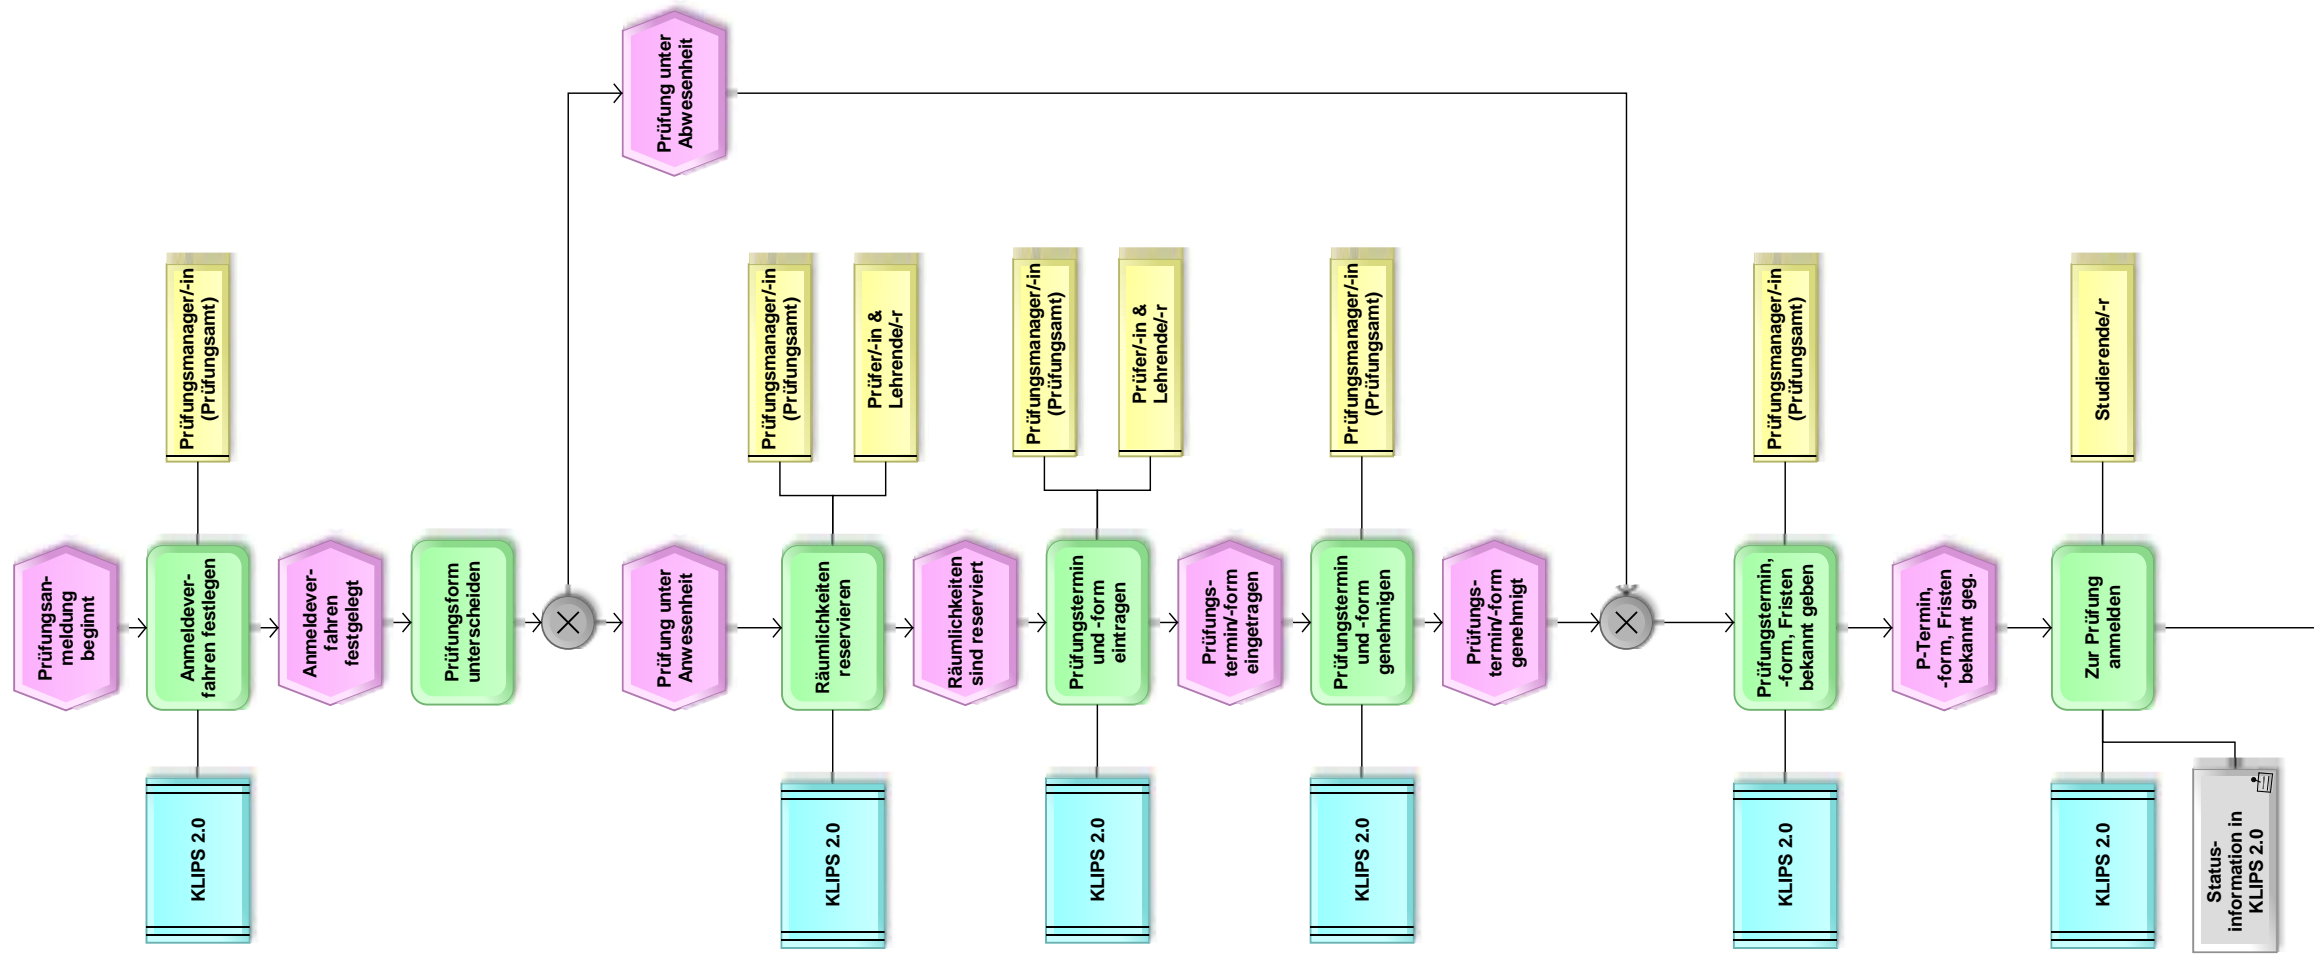 Prüfung unter
Abwesenheit
Prüfungsmanager/-in
(Prüfungsamt)
Prüfungsmanager/-in
(Prüfungsamt)
Prüfer/-in &
Lehrende/-r
Prüfungsmanager/-in
(Prüfungsamt)
Prüfer/-in &
Lehrende/-r
Prüfungsmanager/-in
(Prüfungsamt)
Prüfungsmanager/-in
(Prüfungsamt)
Studierende/-r
Prüfungsan-
meldung
beginnt
Anmeldever-
fahren festlegen
Anmeldever-
fahren
festgelegt
Prüfungsform
unterscheiden
Prüfung unter
Anwesenheit
Räumlichkeiten
reservieren
Räumlichkeiten
sind reserviert
Prüfungstermin
und -form
eintragen
Prüfungs-
termin/-form
eingetragen
Prüfungstermin
und -form
genehmigen
Prüfungs-
termin/-form
genehmigt
Prüfungstermin,
-form, Fristen
bekannt geben
P-Termin,
-form, Fristen
bekannt geg.
Zur Prüfung
anmelden
KLIPS 2.0
KLIPS 2.0
KLIPS 2.0
KLIPS 2.0
KLIPS 2.0
KLIPS 2.0
Status-
information in
KLIPS 2.0